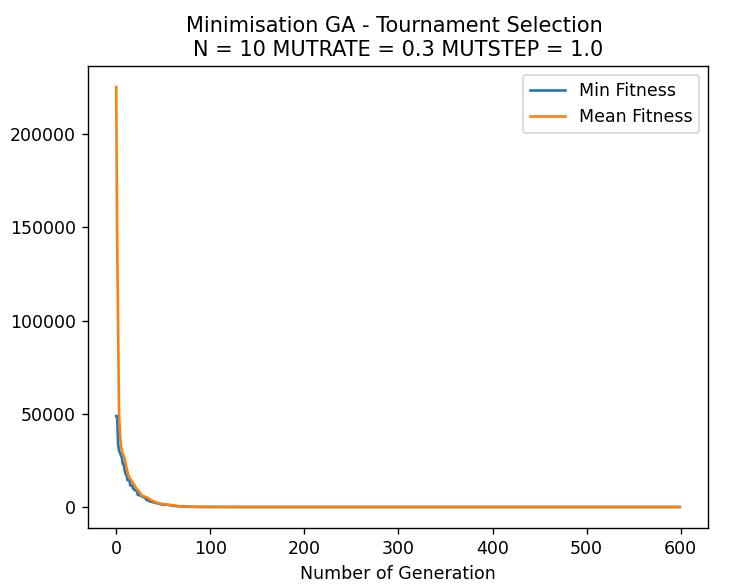 Minimisation GA - Tournament Selection
N = 10 MUTRATE = 0.3 MUTSTEP = 1.0
Min Fitness
Mean Fitness
200000
150000
100000
50000
0
0 100 200 300 400 500 600
Number of Generation